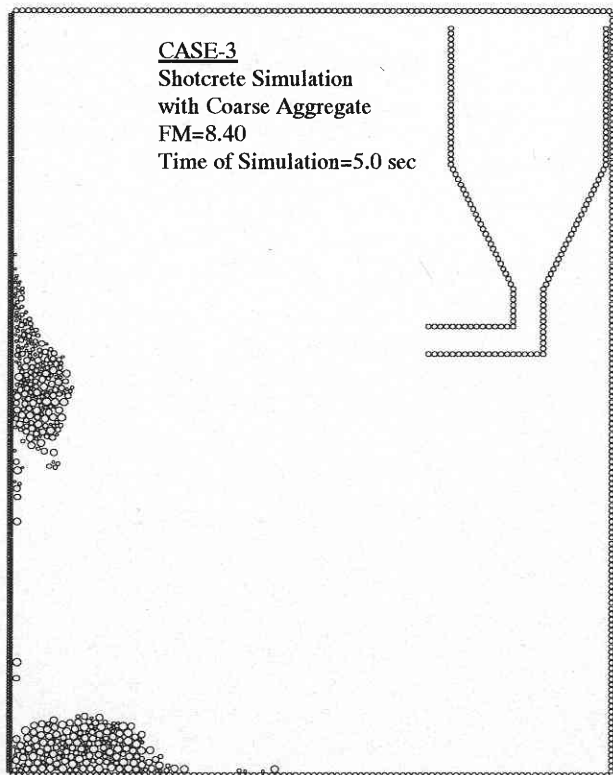 CASE-3
Shotcrete Simulation
with Coarse Aggregate
FM=8.40
Time of Simulation=5.0 sec